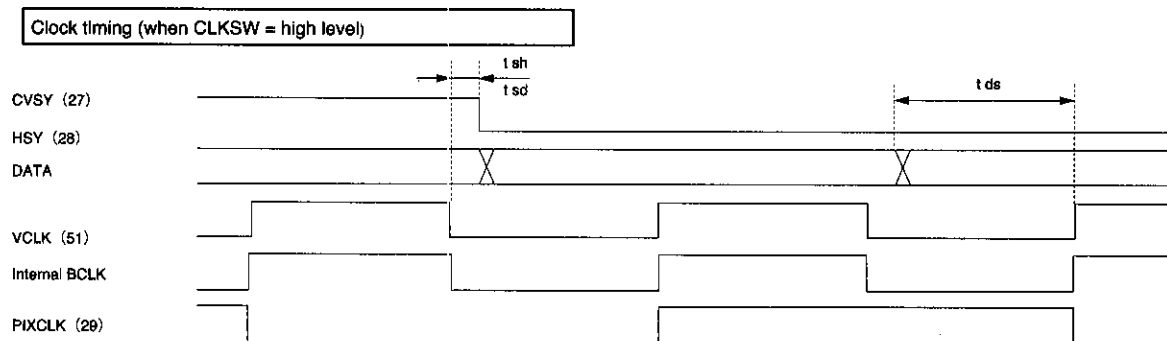 Clock timing (when CLKSW = high level)
t sh
t sd
t ds
CVSY (27)
HSY (28)
DATA
VCLK (51)
Internal BCLK
PIXCLK (29)